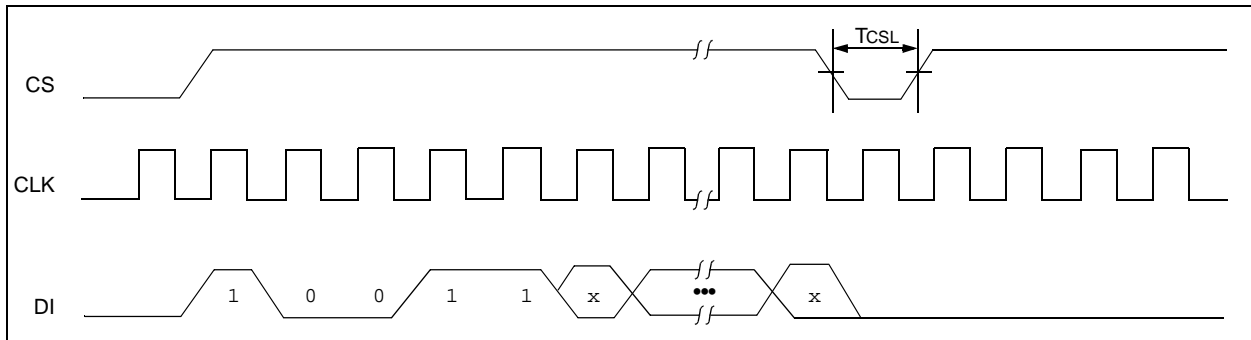 TCSL
CS
CLK
DI 1 0 0 1 1 x ••• x